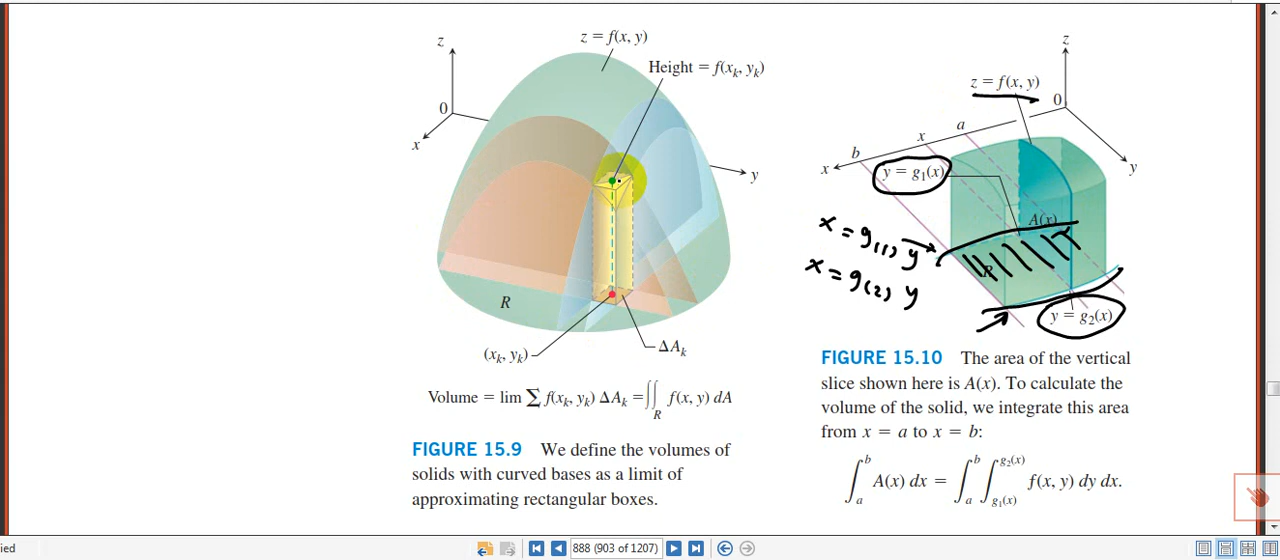 z = f(x, y)
Height = f(xₖ, yₖ)
z
0
x
y
R
(xₖ, yₖ)
ΔAₖ
Volume = lim ∑ f(xₖ, yₖ) ΔAₖ = ∬ f(x, y) dA
R
FIGURE 15.9 We define the volumes of
solids with curved bases as a limit of
approximating rectangular boxes.
z
z = f(x, y)
0
a
x
b
x
y
y = g₁(x)
A(x)
x = g(1) y
x = g(2) y
R
y = g₂(x)
FIGURE 15.10 The area of the vertical
slice shown here is A(x). To calculate the
volume of the solid, we integrate this area
from x = a to x = b:
∫ₐᵇ A(x) dx = ∫ₐᵇ ∫_{g₁(x)}^{g₂(x)} f(x, y) dy dx.
ied
888 (903 of 1207)